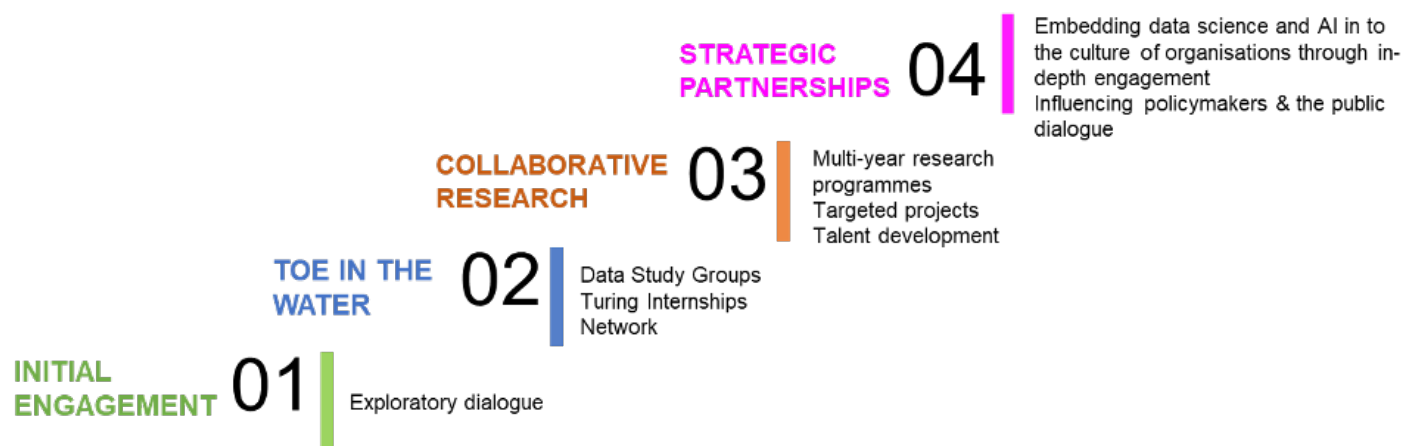 STRATEGIC
PARTNERSHIPS
04
Embedding data science and AI in to
the culture of organisations through in-
depth engagement
Influencing policymakers & the public
dialogue
COLLABORATIVE
RESEARCH
03
Multi-year research
programmes
Targeted projects
Talent development
TOE IN THE
WATER
02
Data Study Groups
Turing Internships
Network
INITIAL
ENGAGEMENT
01
Exploratory dialogue